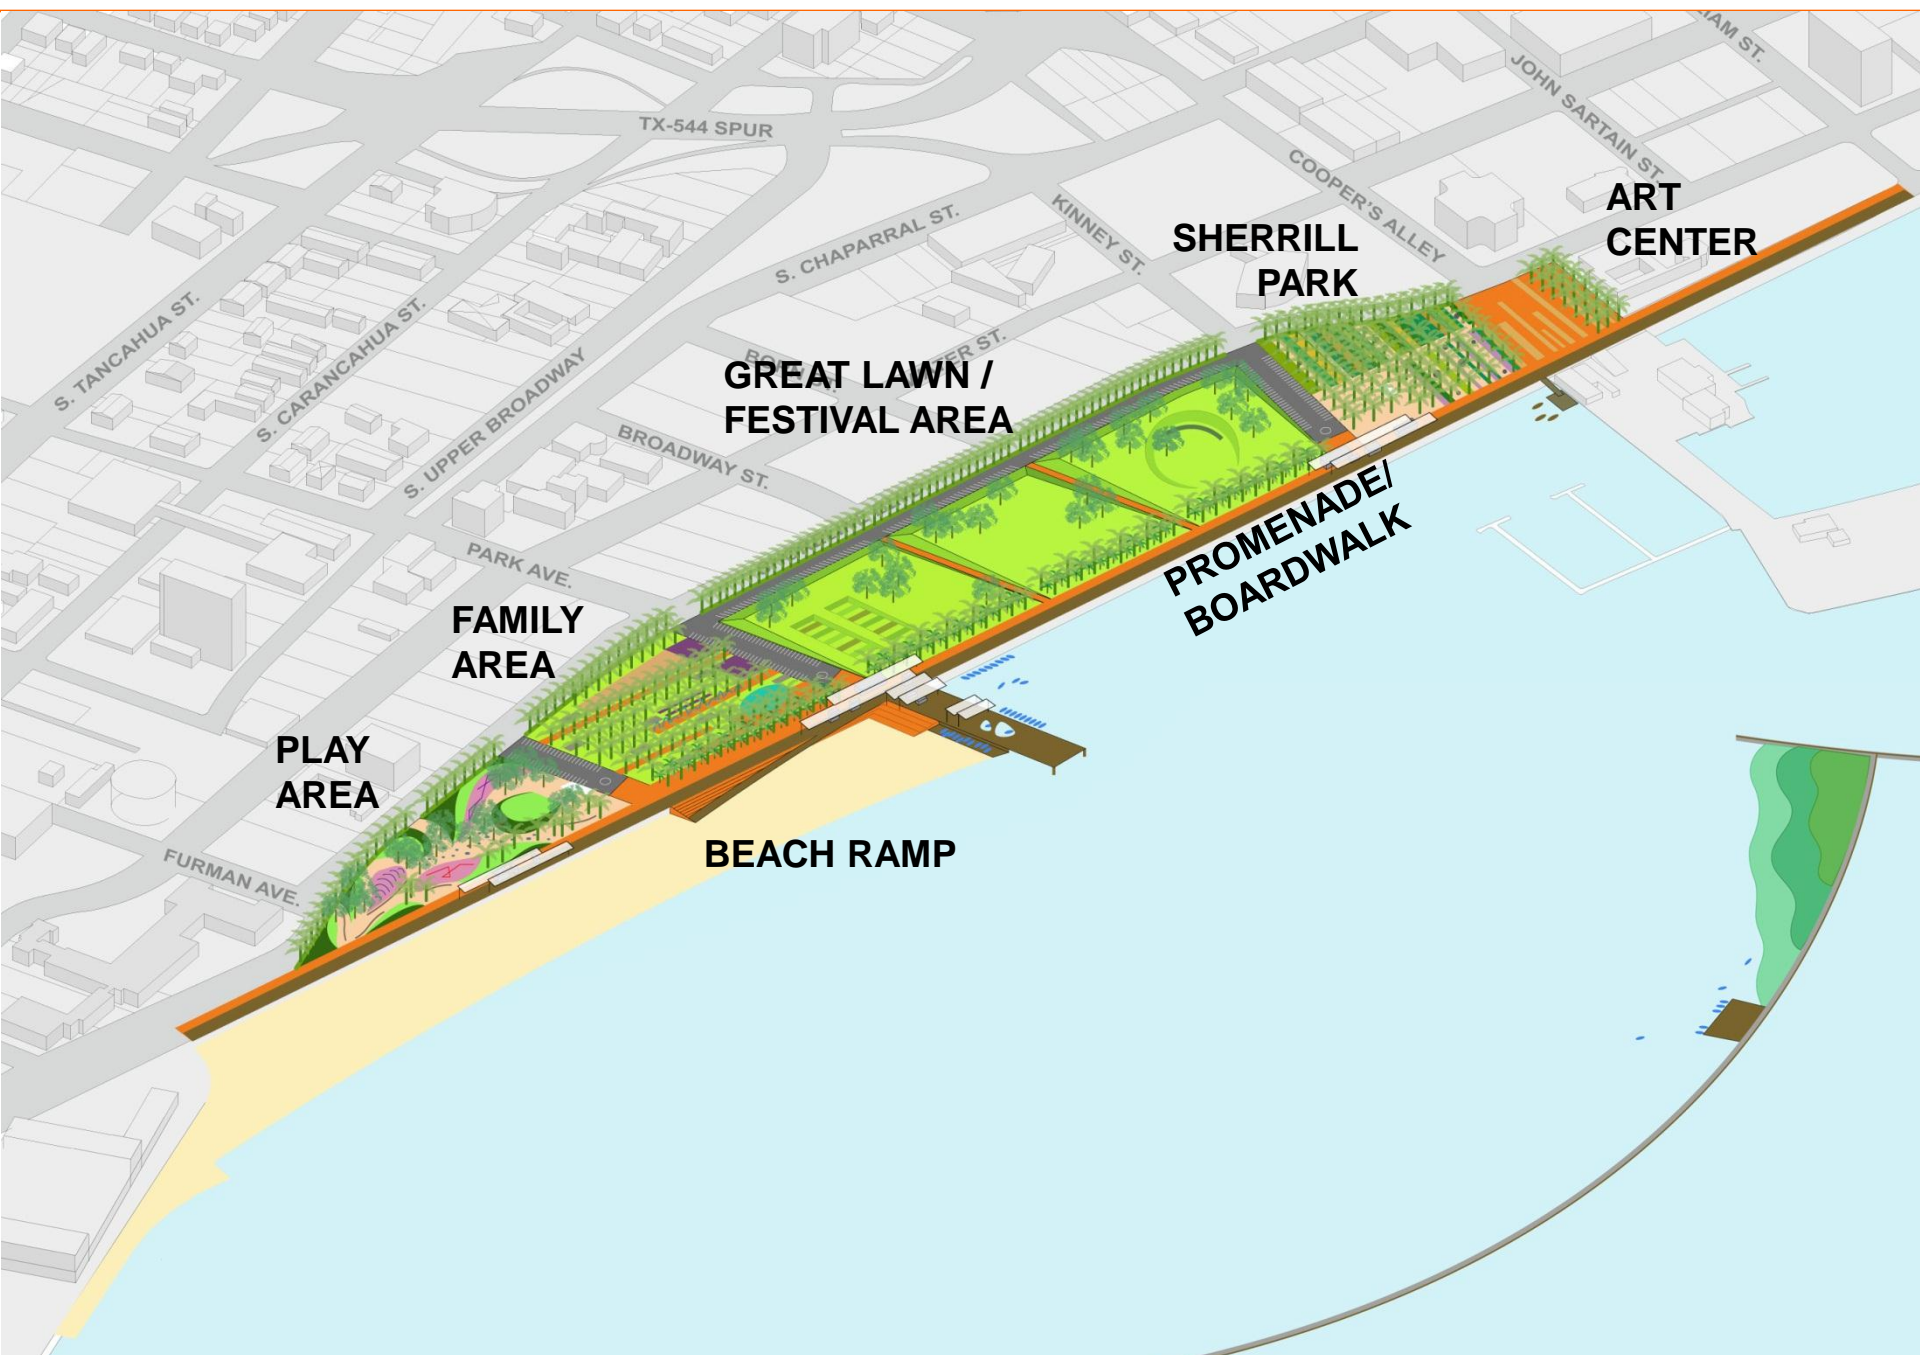 IAM ST.
JOHN SARTAIN ST.
TX-544 SPUR
COOPER'S ALLEY
ART
CENTER
KINNEY ST.
SHERRILL
PARK
S. CHAPARRAL ST.
S. TANCAHUA ST.
S. CARANCAHUA ST.
S. UPPER BROADWAY
GREAT LAWN /
FESTIVAL AREA
BROADWAY ST.
PROMENADE/
BOARDWALK
PARK AVE.
FAMILY
AREA
PLAY
AREA
BEACH RAMP
FURMAN AVE.